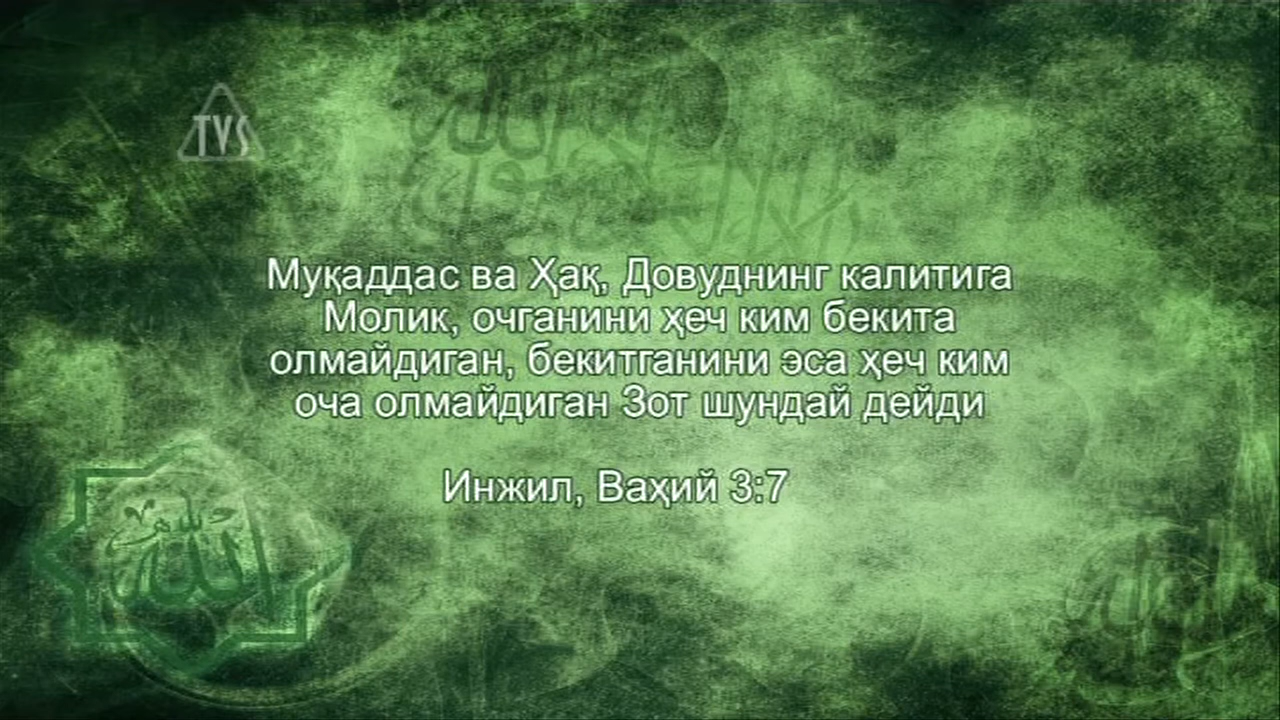 TVS
Муқаддас ва Ҳақ, Довуднинг калитига
Молик, очганини ҳеч ким бекита
олмайдиган, бекитганини эса ҳеч ким
оча олмайдиган Зот шундай дейди
Инжил, Ваҳий 3:7
الله